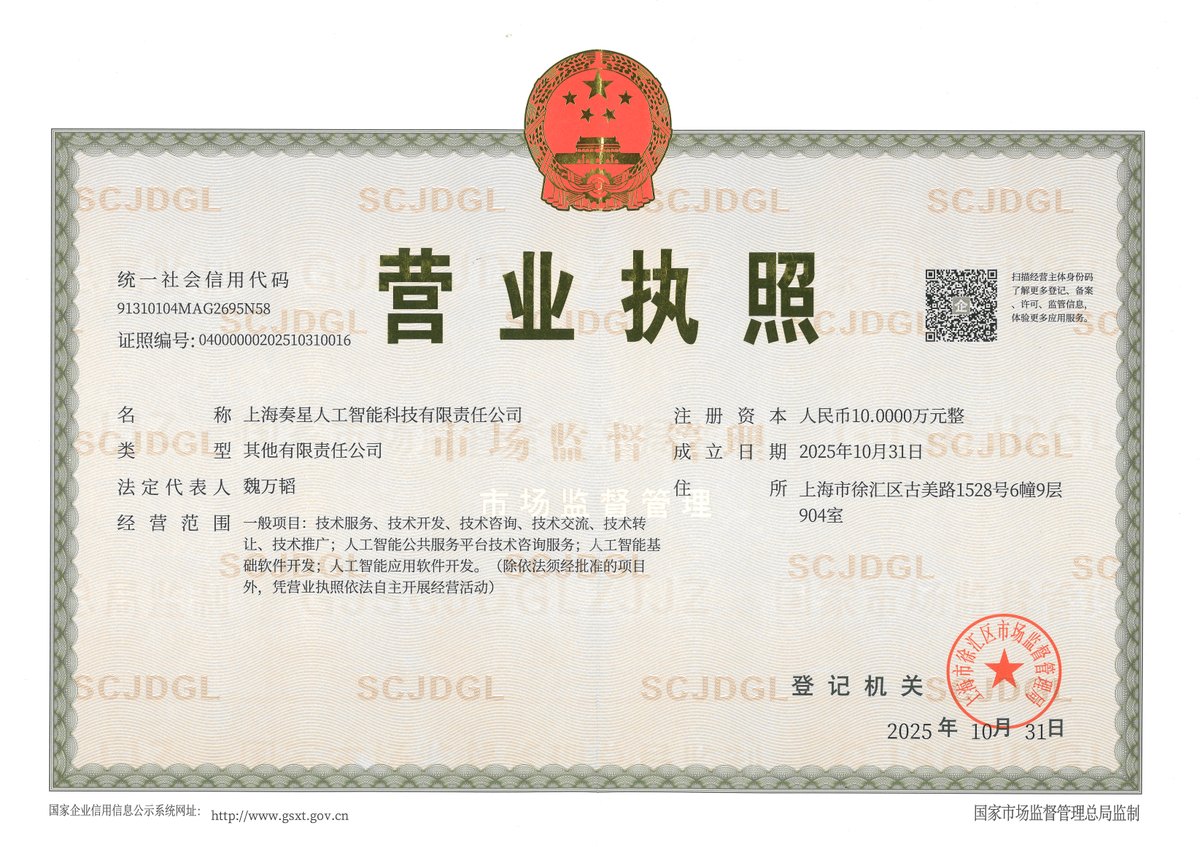 营业执照
统一社会信用代码
91310104MAG2695N58
证照编号:04000000202510310016
扫描经营主体身份码
了解更多登记、备案
、许可、监管信息,
体验更多应用服务。
名称 上海奏星人工智能科技有限责任公司
类型 其他有限责任公司
法定代表人 魏万韬
经营范围 一般项目:技术服务、技术开发、技术咨询、技术交流、技术转
让、技术推广;人工智能公共服务平台技术咨询服务;人工智能基
础软件开发;人工智能应用软件开发。(除依法须经批准的项目
外,凭营业执照依法自主开展经营活动)
注册资本 人民币10.0000万元整
成立日期 2025年10月31日
住所 上海市徐汇区古美路1528号6幢9层
904室
SCJDGL
市场监督管理
市场监督管理
登记机关
上海市徐汇区市场监督管理局
2025年10月31日
国家企业信用信息公示系统网址: http://www.gsxt.gov.cn
国家市场监督管理总局监制